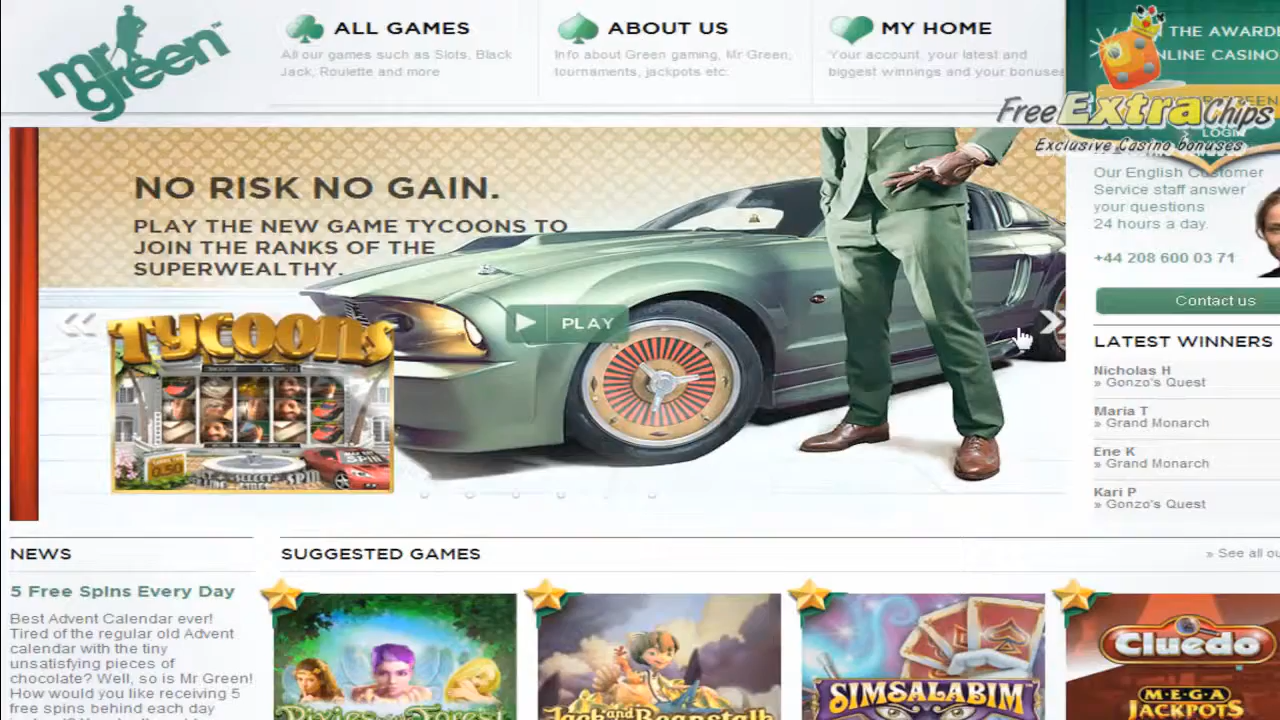 mr green™
ALL GAMES
All our games such as Slots, Black
Jack, Roulette and more
ABOUT US
Info about Green gaming, Mr Green,
tournaments, jackpots etc.
MY HOME
Your account, your latest and
biggest winnings and your bonuses
THE AWARDE
NLINE CASINO
Free Extra Chips
LOGIN
Exclusive Casino bonuses
NO RISK NO GAIN.
PLAY THE NEW GAME TYCOONS TO
JOIN THE RANKS OF THE
SUPERWEALTHY.
TYCOONS
PLAY
Our English Customer
Service staff answer
your questions
24 hours a day.
+44 208 600 03 71
Contact us
LATEST WINNERS
Nicholas H
» Gonzo's Quest
Maria T
» Grand Monarch
Ene K
» Grand Monarch
Kari P
» Gonzo's Quest
NEWS
5 Free Spins Every Day
Best Advent Calendar ever!
Tired of the regular old Advent
calendar with the tiny
unsatisfying pieces of
chocolate? Well, so is Mr Green!
How would you like receiving 5
free spins behind each day
SUGGESTED GAMES
» See all ou
Jack and Beanstalk
SIMSALABIM
Cluedo
MEGA
JACKPOTS